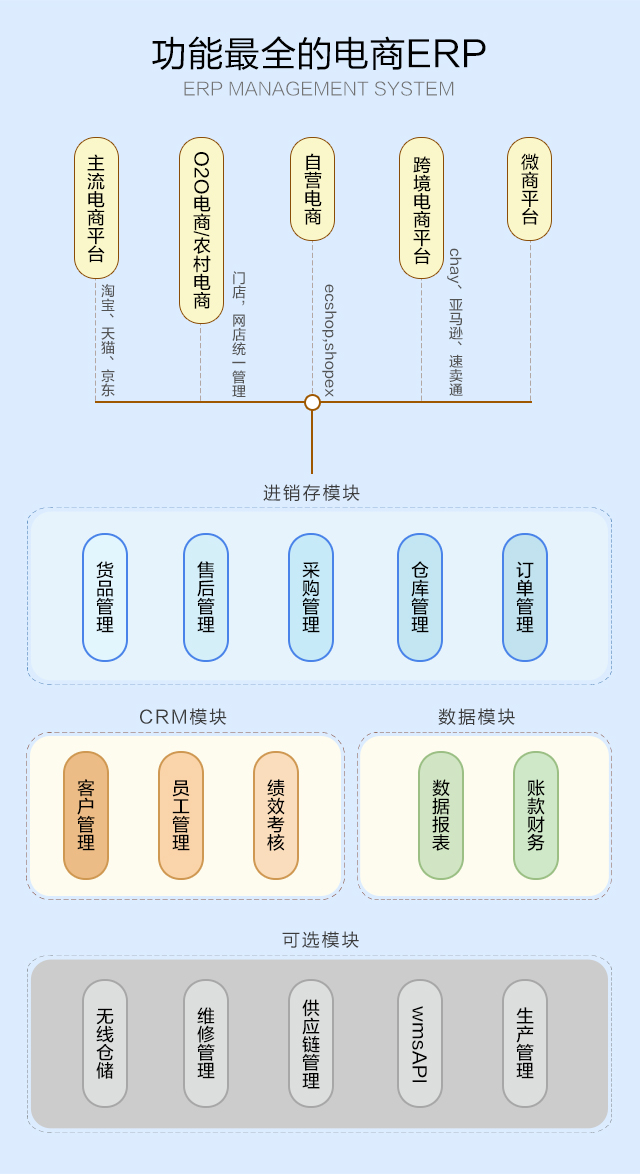 功能最全的电商ERP
ERP MANAGEMENT SYSTEM
主流电商平台
O2O电商/农村电商
自营电商
跨境电商平台
微商平台
淘宝、天猫、京东
门店，网店统一管理
ecshop,shopex
chay、亚马逊、速卖通
进销存模块
货品管理
售后管理
采购管理
仓库管理
订单管理
CRM模块
数据模块
客户管理
员工管理
绩效考核
数据报表
账款财务
可选模块
无线仓储
维修管理
供应链管理
wmsAPI
生产管理